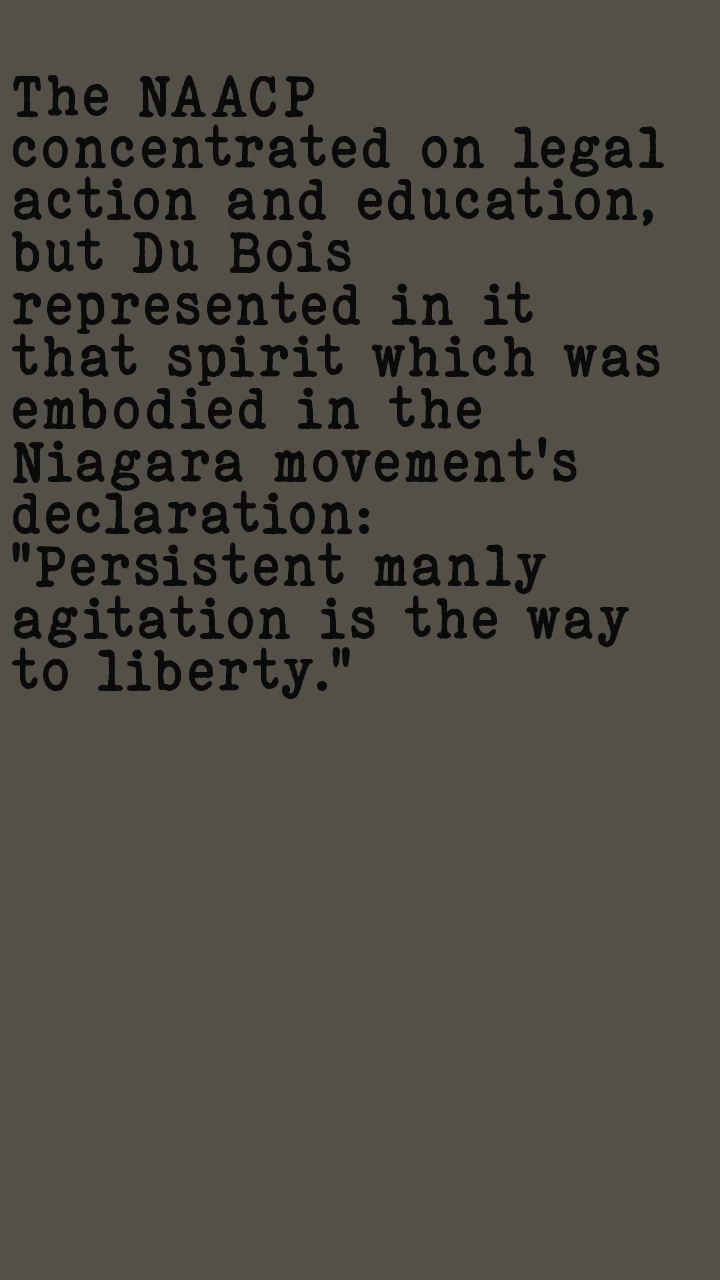 The NAACP
concentrated on legal
action and education,
but Du Bois
represented in it
that spirit which was
embodied in the
Niagara movement's
declaration:
"Persistent manly
agitation is the way
to liberty."